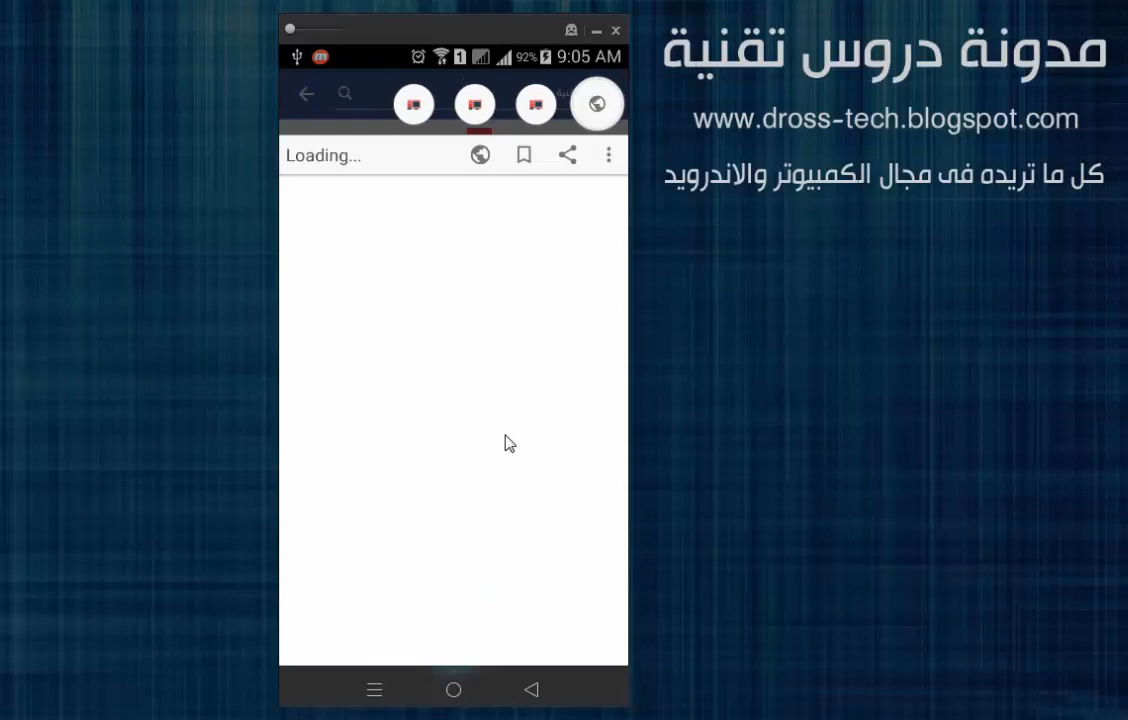 مدونة دروس تقنية
www.dross-tech.blogspot.com
كل ما تريده فى مجال الكمبيوتر والاندرويد
92% 9:05 AM
Loading...